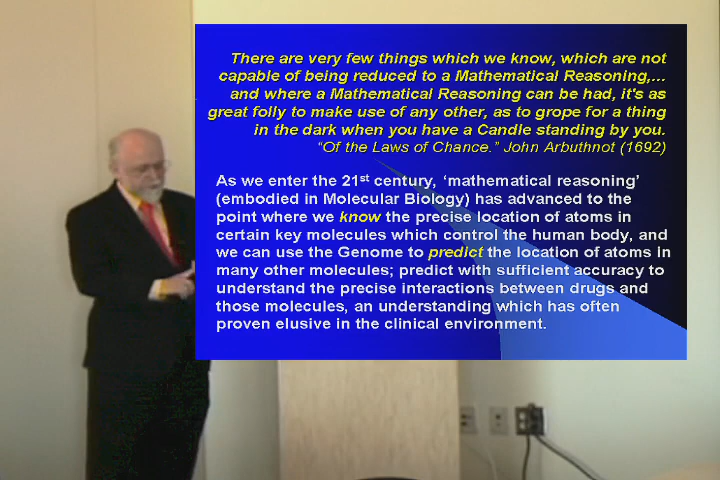 There are very few things which we know, which are not
capable of being reduced to a Mathematical Reasoning,...
and where a Mathematical Reasoning can be had, it's as
great folly to make use of any other, as to grope for a thing
in the dark when you have a Candle standing by you.
“Of the Laws of Chance.” John Arbuthnot (1692)
As we enter the 21st century, ‘mathematical reasoning’
(embodied in Molecular Biology) has advanced to the
point where we know the precise location of atoms in
certain key molecules which control the human body, and
we can use the Genome to predict the location of atoms in
many other molecules; predict with sufficient accuracy to
understand the precise interactions between drugs and
those molecules, an understanding which has often
proven elusive in the clinical environment.